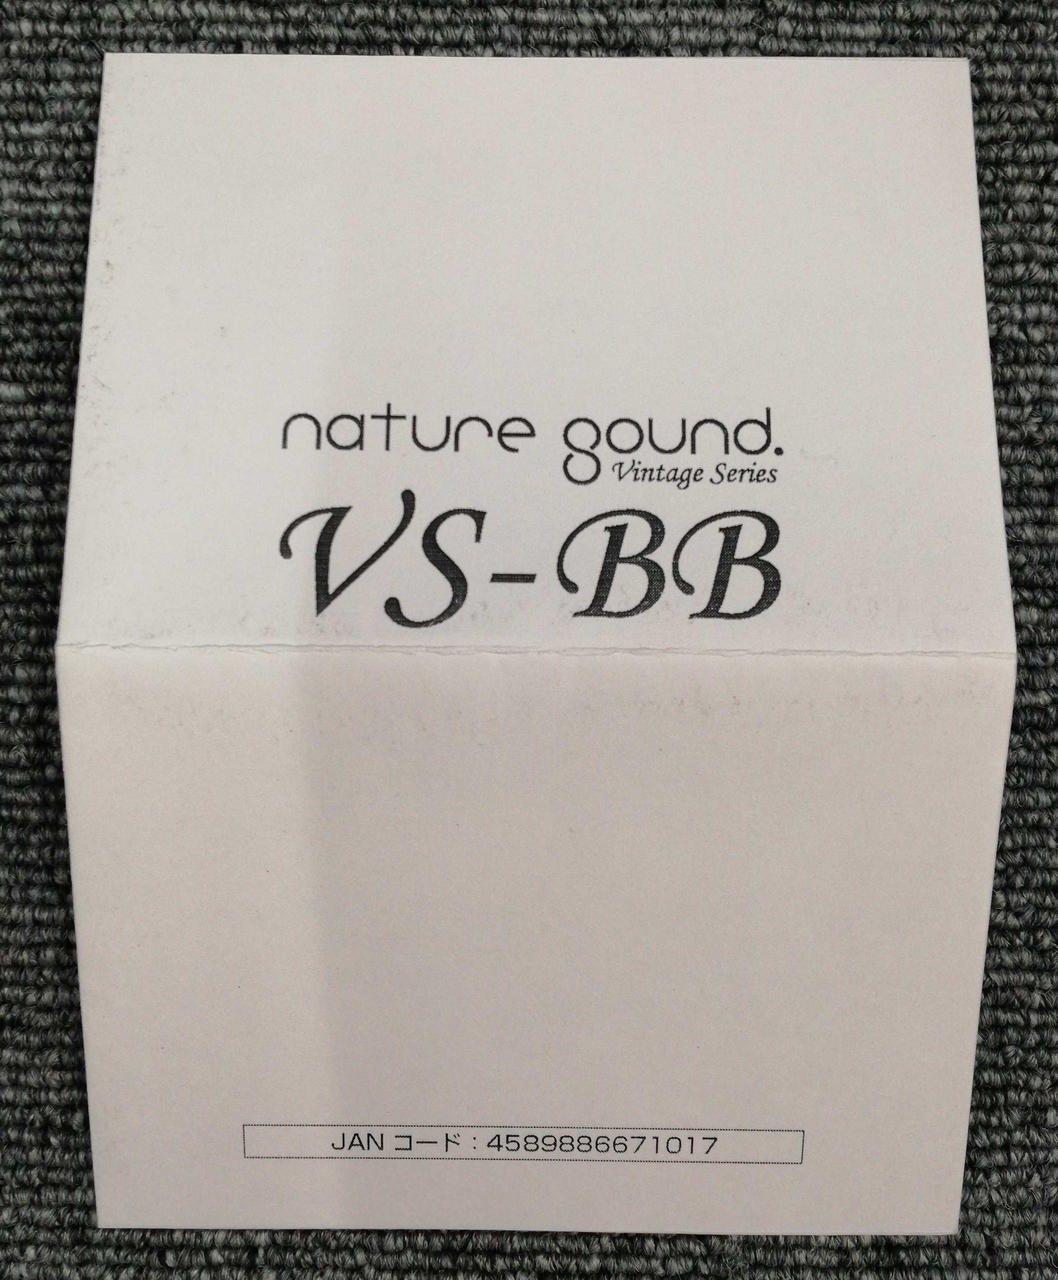 nature gound.
Vintage Series
VS-BB
JAN コード：4589886671017